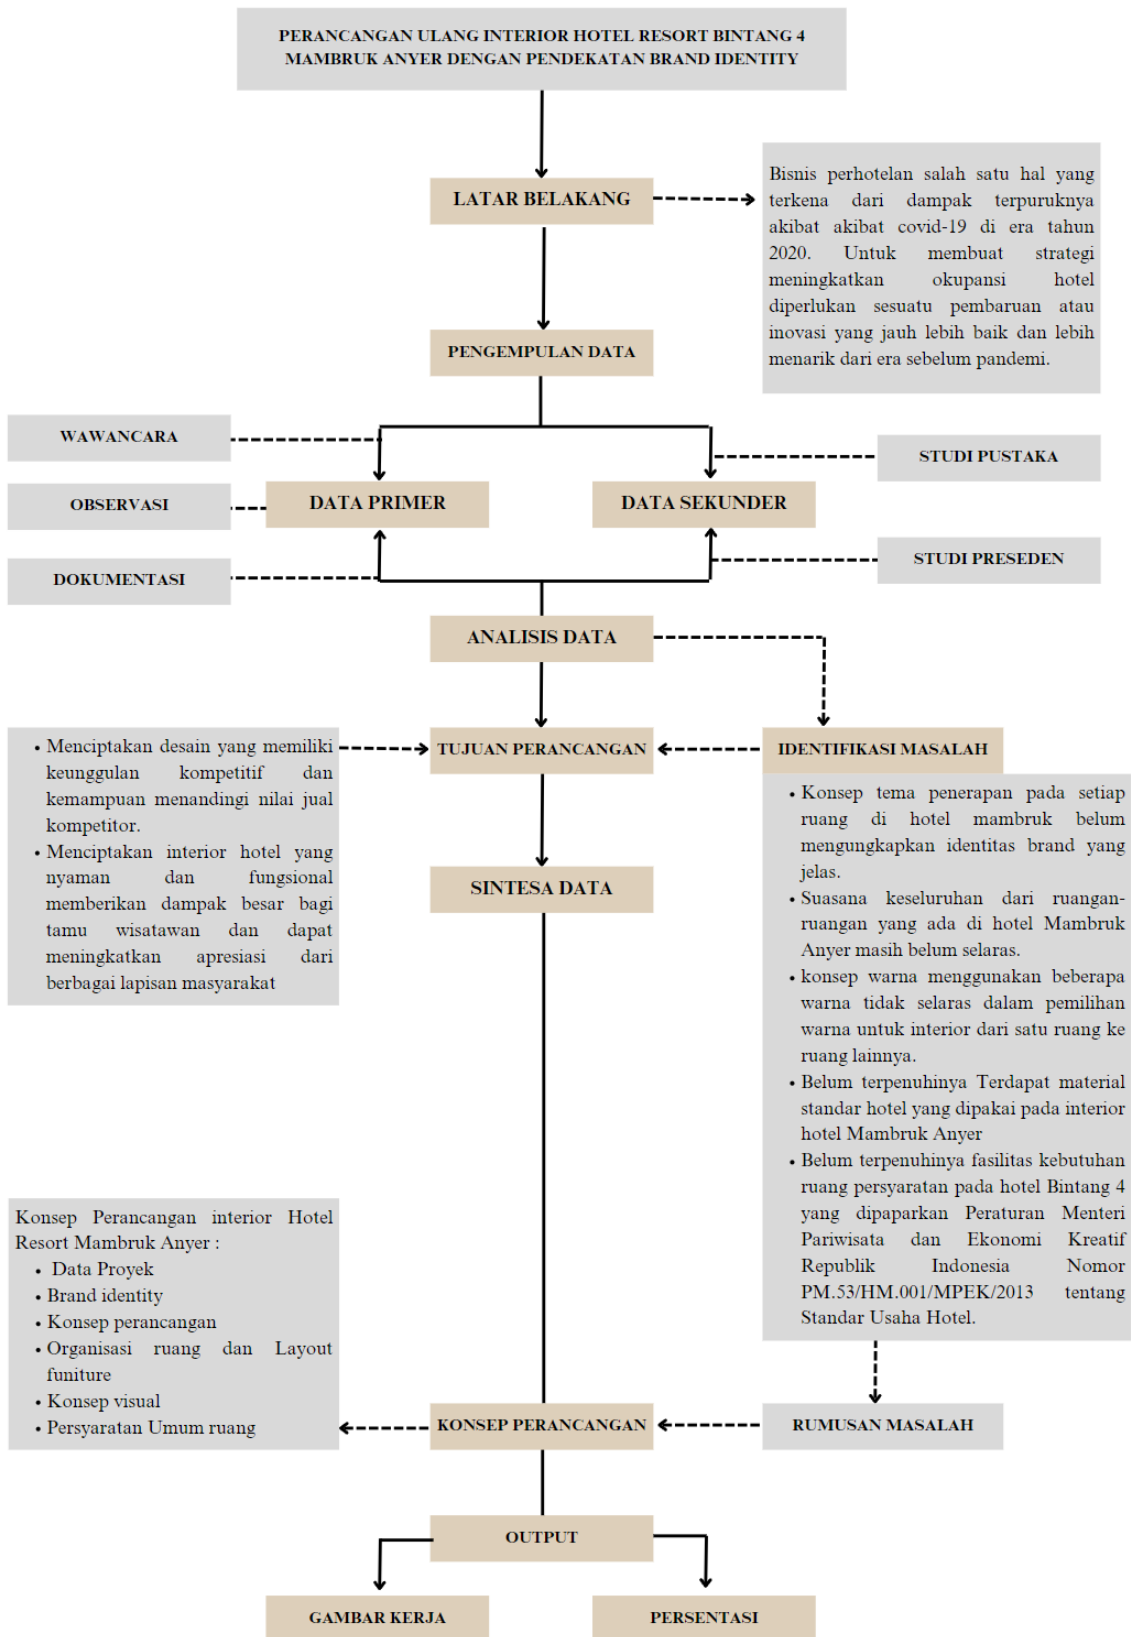 PERANCANGAN ULANG INTERIOR HOTEL RESORT BINTANG 4
MAMBRUK ANYER DENGAN PENDEKATAN BRAND IDENTITY
LATAR BELAKANG
Bisnis perhotelan salah satu hal yang
terkena dari dampak terpuruknya
akibat akibat covid-19 di era tahun
2020. Untuk membuat strategi
meningkatkan okupansi hotel
diperlukan sesuatu pembaruan atau
inovasi yang jauh lebih baik dan lebih
menarik dari era sebelum pandemi.
PENGEMPULAN DATA
WAWANCARA
STUDI PUSTAKA
OBSERVASI
DATA PRIMER
DATA SEKUNDER
DOKUMENTASI
STUDI PRESEDEN
ANALISIS DATA
• Menciptakan desain yang memiliki
keunggulan kompetitif dan
kemampuan menandingi nilai jual
kompetitor.
• Menciptakan interior hotel yang
nyaman dan fungsional
memberikan dampak besar bagi
tamu wisatawan dan dapat
meningkatkan apresiasi dari
berbagai lapisan masyarakat
TUJUAN PERANCANGAN
IDENTIFIKASI MASALAH
• Konsep tema penerapan pada setiap
ruang di hotel mambruk belum
mengungkapkan identitas brand yang
jelas.
• Suasana keseluruhan dari ruangan-
ruangan yang ada di hotel Mambruk
Anyer masih belum selaras.
• konsep warna menggunakan beberapa
warna tidak selaras dalam pemilihan
warna untuk interior dari satu ruang ke
ruang lainnya.
• Belum terpenuhinya Terdapat material
standar hotel yang dipakai pada interior
hotel Mambruk Anyer
• Belum terpenuhinya fasilitas kebutuhan
ruang persyaratan pada hotel Bintang 4
yang dipaparkan Peraturan Menteri
Pariwisata dan Ekonomi Kreatif
Republik Indonesia Nomor
PM.53/HM.001/MPEK/2013 tentang
Standar Usaha Hotel.
SINTESA DATA
Konsep Perancangan interior Hotel
Resort Mambruk Anyer :
• Data Proyek
• Brand identity
• Konsep perancangan
• Organisasi ruang dan Layout
funiture
• Konsep visual
• Persyaratan Umum ruang
KONSEP PERANCANGAN
RUMUSAN MASALAH
OUTPUT
GAMBAR KERJA
PERSENTASI